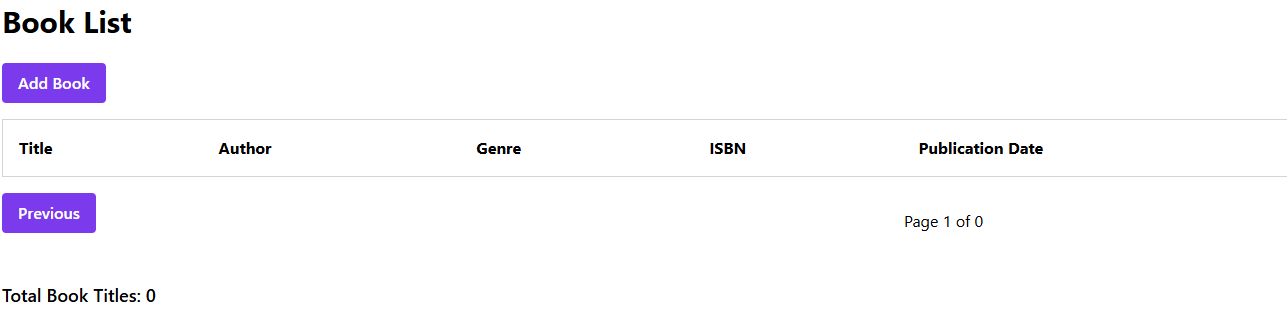 Book List
Add Book
Title Author Genre ISBN Publication Date
Previous Page 1 of 0
Total Book Titles: 0